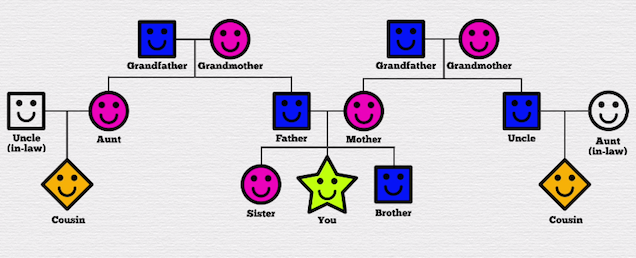 Grandfather Grandmother
Grandfather Grandmother
Uncle
(in-law)
Aunt
Father
Mother
Uncle
Aunt
(in-law)
Cousin
Sister
You
Brother
Cousin